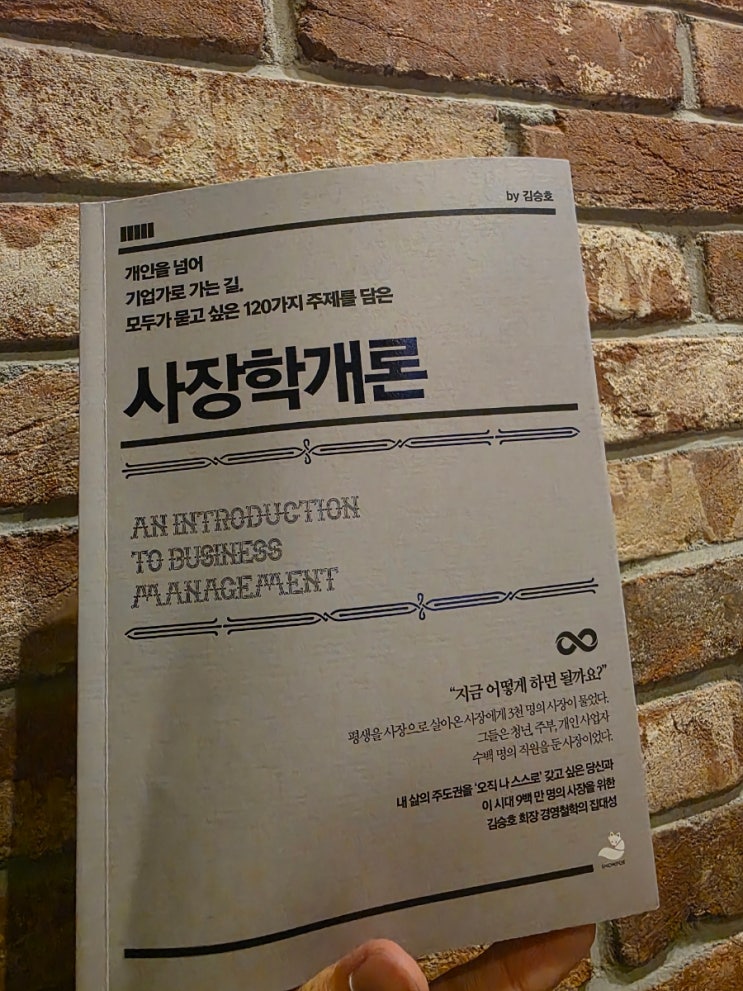 by 김승호
개인을 넘어
기업가로 가는 길.
모두가 묻고 싶은 120가지 주제를 담은
사장학개론
AN INTRODUCTION
TO BUSINESS
MANAGEMENT
“지금 어떻게 하면 될까요?”
평생을 사장으로 살아온 사장에게 3천 명의 사장이 물었다.
그들은 청년, 주부, 개인 사업자
수백 명의 직원을 둔 사장이었다.
내 삶의 주도권을 ‘오직 나 스스로’ 갖고 싶은 당신과
이 시대 9백 만 명의 사장을 위한
김승호 회장 경영철학의 집대성
SNOWFOX